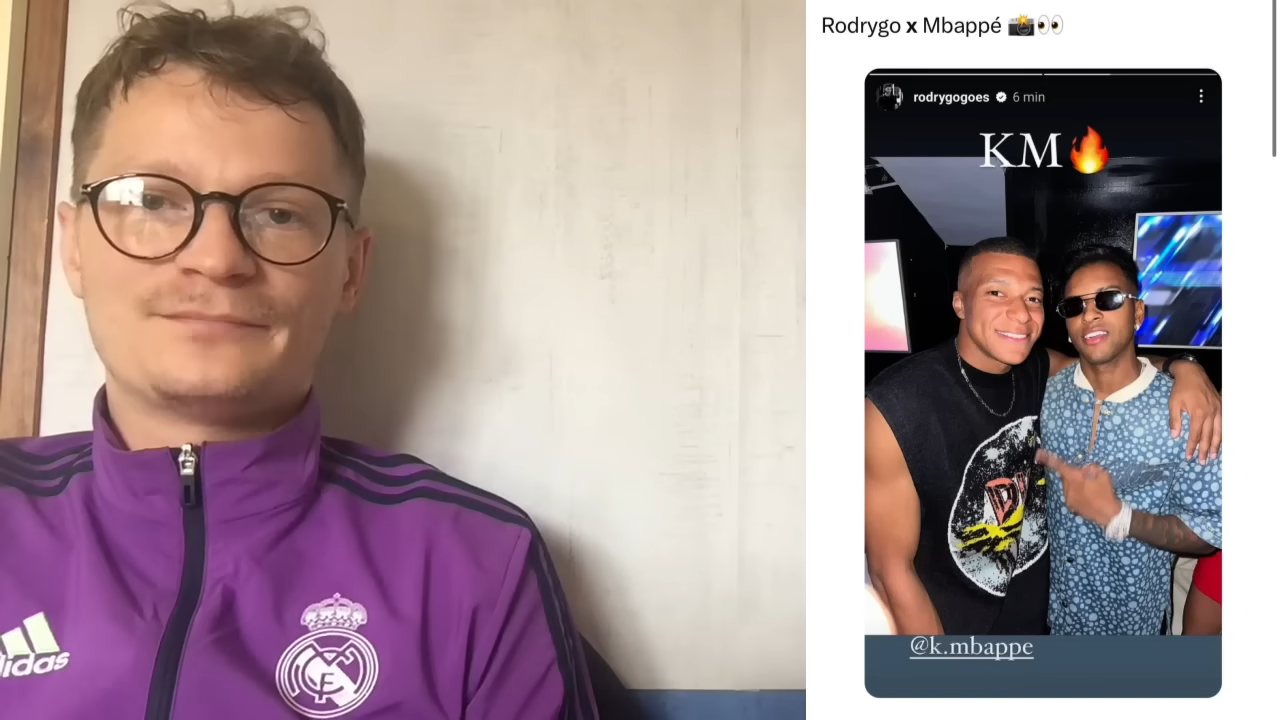 Rodrygo x Mbappé 📸👀
rodrygogoes 6 min
KM🔥
@k.mbappe
adidas